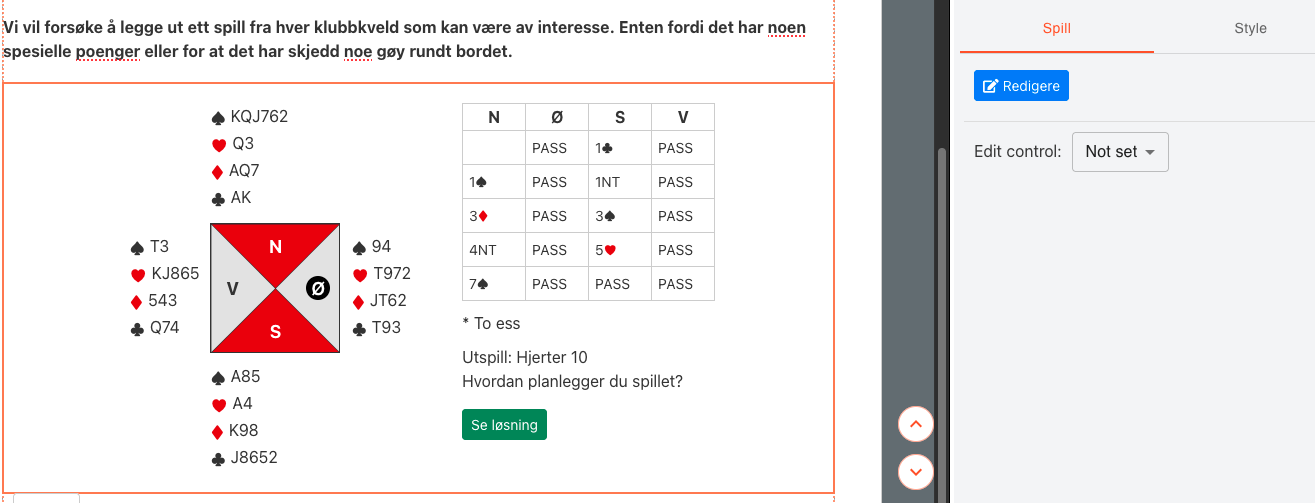 Vi vil forsøke å legge ut ett spill fra hver klubbkveld som kan være av interesse. Enten fordi det har noen
spesielle poenger eller for at det har skjedd noe gøy rundt bordet.
♠ KQJ762
♥ Q3
♦ AQ7
♣ AK
♠ T3
♥ KJ865
♦ 543
♣ Q74
N
V
Ø
S
♠ 94
♥ T972
♦ JT62
♣ T93
♠ A85
♥ A4
♦ K98
♣ J8652
N Ø S V
PASS 1♣ PASS
1♠ PASS 1NT PASS
3♦ PASS 3♠ PASS
4NT PASS 5♥ PASS
7♠ PASS PASS PASS
* To ess
Utspill: Hjerter 10
Hvordan planlegger du spillet?
Se løsning
Spill Style
Redigere
Edit control: Not set